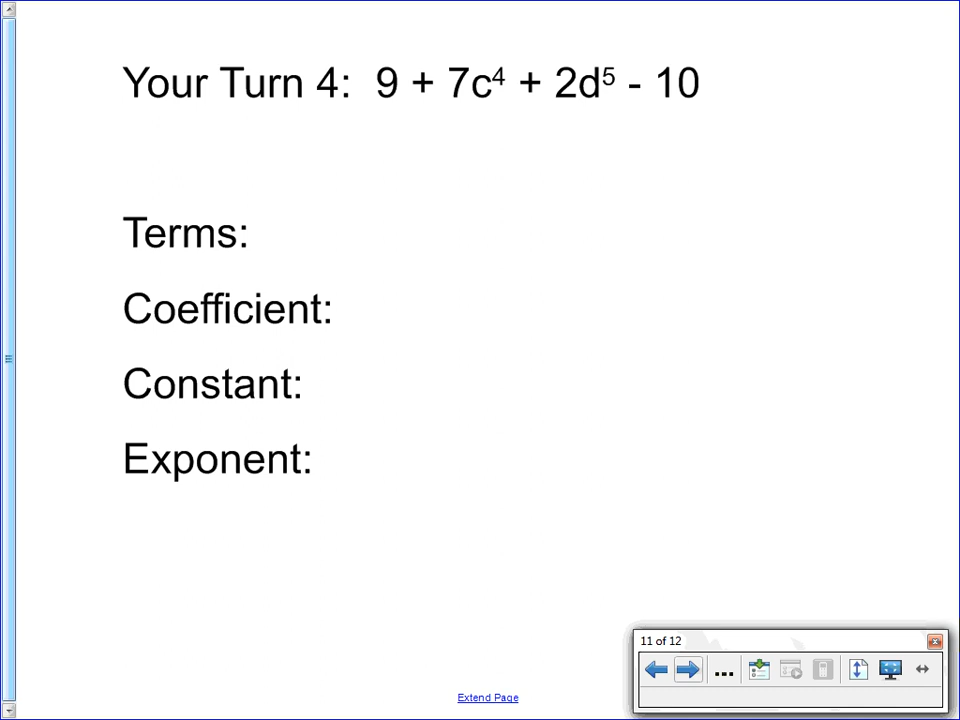 Your Turn 4:  9 + 7c⁴ + 2d⁵ - 10
Terms:
Coefficient:
Constant:
Exponent:
11 of 12
...
Extend Page